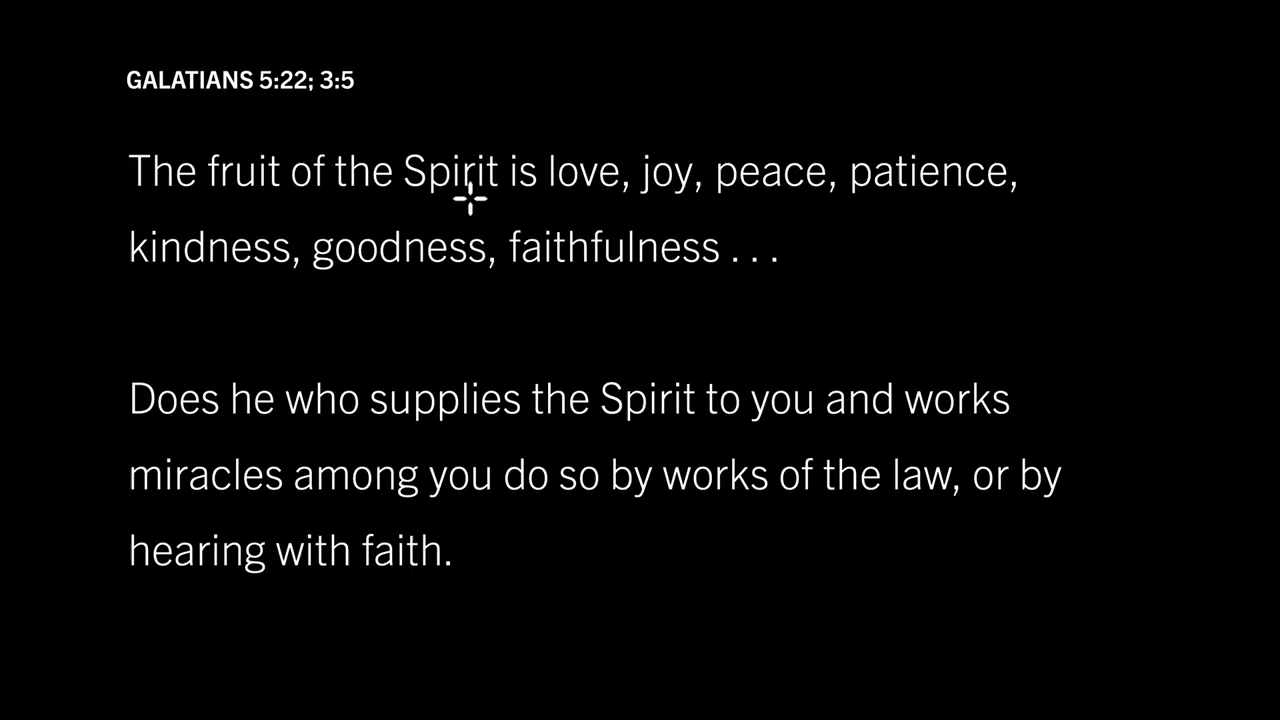 GALATIANS 5:22; 3:5
The fruit of the Spirit is love, joy, peace, patience,
kindness, goodness, faithfulness . . .
Does he who supplies the Spirit to you and works
miracles among you do so by works of the law, or by
hearing with faith.